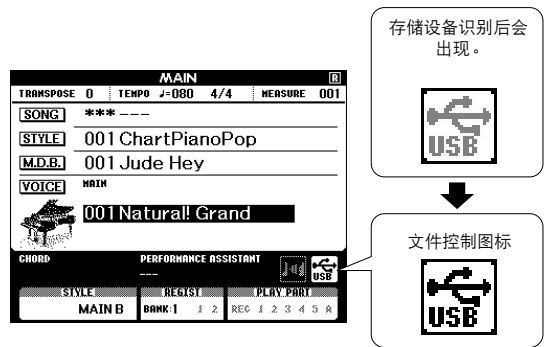 MAIN R
TRANSPOSE 0 TEMPO ♩=080 4/4 MEASURE 001
SONG *** ---
STYLE 001 ChartPianoPop
M.D.B. 001 Jude Hey
VOICE MAIN
001 Natural! Grand
CHORD PERFORMANCE ASSISTANT
---
USB
STYLE REGIST PLAY PART
MAIN B BANK:1 1 2 REC 1 2 3 4 5 A
存储设备识别后会
出现。
USB
文件控制图标
USB